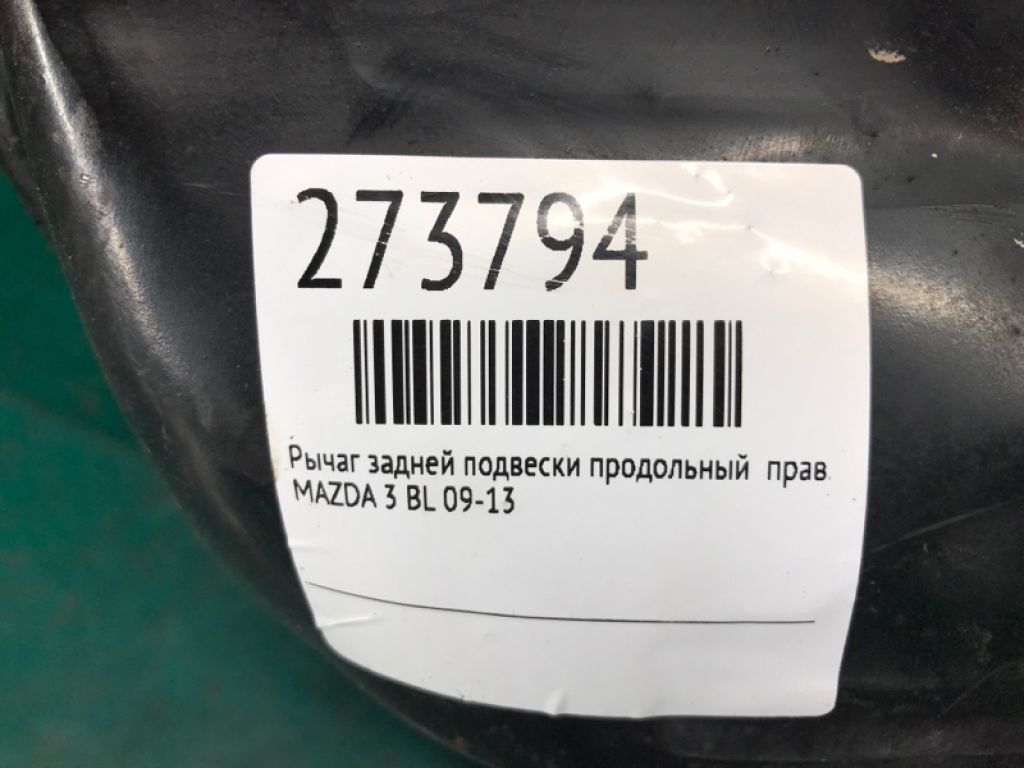 273794
Рычаг задней подвески продольный прав.
MAZDA 3 BL 09-13